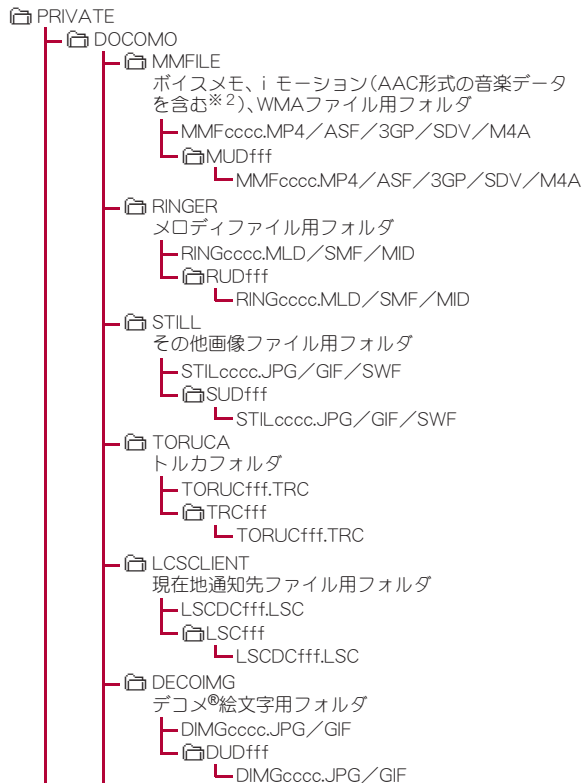 PRIVATE
DOCOMO
MMFILE
ボイスメモ、i モーション(AAC形式の音楽データ
を含む※2)、WMAファイル用フォルダ
MMFcccc.MP4／ASF／3GP／SDV／M4A
MUDfff
MMFcccc.MP4／ASF／3GP／SDV／M4A
RINGER
メロディファイル用フォルダ
RINGcccc.MLD／SMF／MID
RUDfff
RINGcccc.MLD／SMF／MID
STILL
その他画像ファイル用フォルダ
STILcccc.JPG／GIF／SWF
SUDfff
STILcccc.JPG／GIF／SWF
TORUCA
トルカフォルダ
TORUCfff.TRC
TRCfff
TORUCfff.TRC
LCSCLIENT
現在地通知先ファイル用フォルダ
LSCDCfff.LSC
LSCfff
LSCDCfff.LSC
DECOIMG
デコメ®絵文字用フォルダ
DIMGcccc.JPG／GIF
DUDfff
DIMGcccc.JPG／GIF